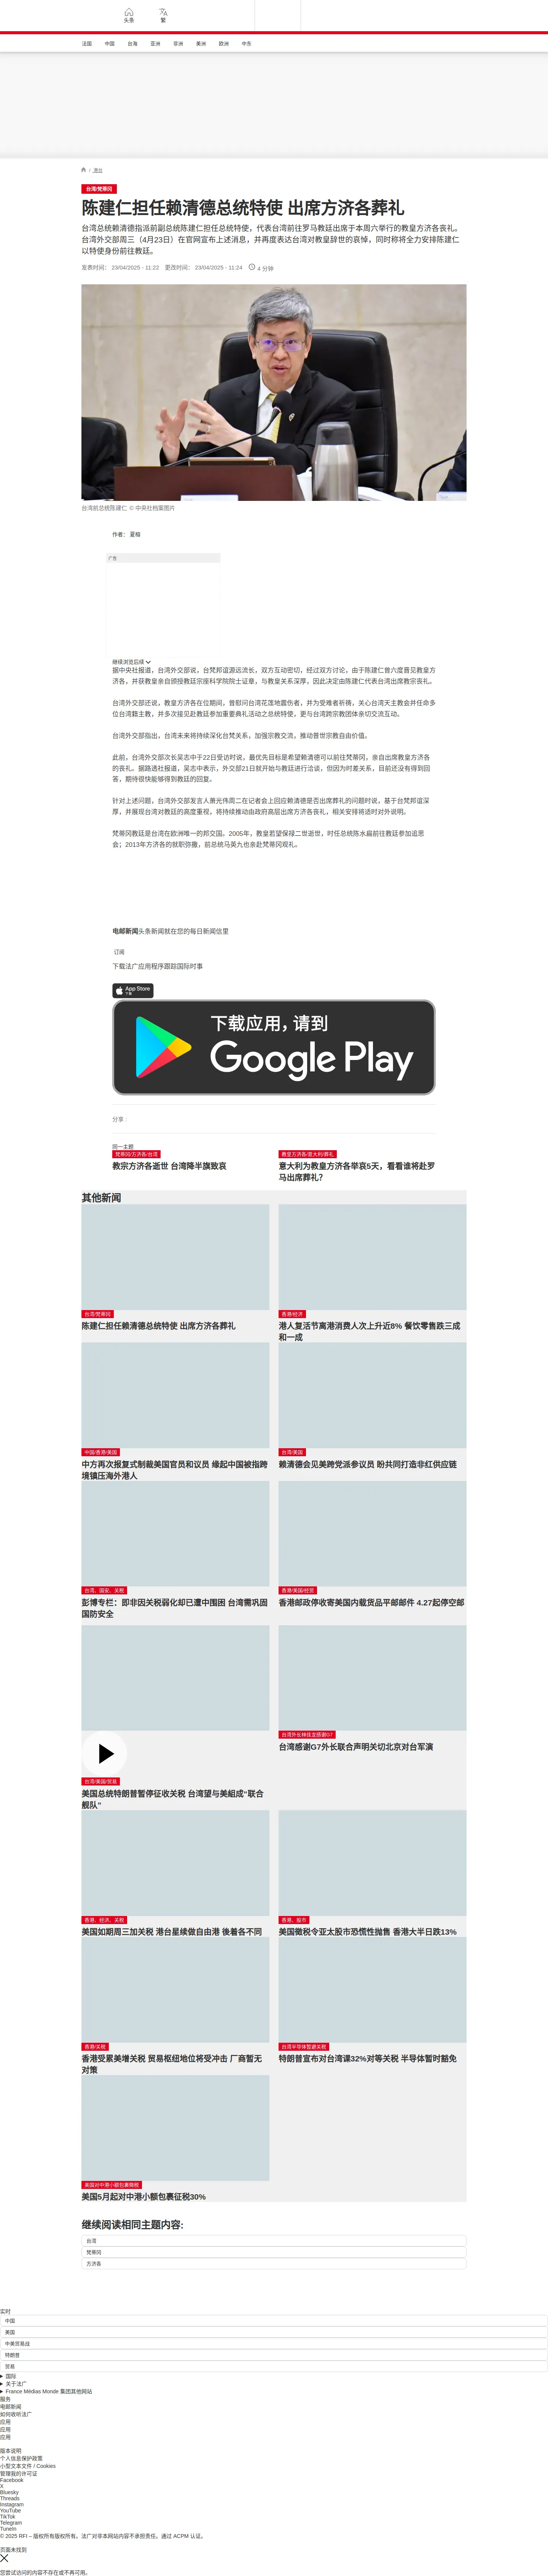 头条
繁
法国
中国
台海
亚洲
非洲
美洲
欧洲
中东
港台
台湾/梵蒂冈
陈建仁担任赖清德总统特使 出席方济各葬礼
台湾总统赖清德指派前副总统陈建仁担任总统特使，代表台湾前往罗马教廷出席于本周六举行的教皇方济各丧礼。
台湾外交部周三（4月23日）在官网宣布上述消息，并再度表达台湾对教皇辞世的哀悼，同时称将全力安排陈建仁
以特使身份前往教廷。
发表时间： 23/04/2025 - 11:22 更改时间： 23/04/2025 - 11:24 4 分钟
台湾前总统陈建仁 © 中央社档案图片
作者： 夏榕
广告
继续浏览后续
据中央社报道，台湾外交部说，台梵邦谊源远流长，双方互动密切，经过双方讨论，由于陈建仁曾六度晋见教皇方
济各，并获教皇亲自颁授教廷宗座科学院院士证章，与教皇关系深厚，因此决定由陈建仁代表台湾出席教宗丧礼。
台湾外交部还说，教皇方济各在位期间，曾慰问台湾花莲地震伤者，并为受难者祈祷，关心台湾天主教会并任命多
位台湾籍主教，并多次接见赴教廷参加重要典礼活动之总统特使，更与台湾跨宗教团体亲切交流互动。
台湾外交部指出，台湾未来将持续深化台梵关系，加强宗教交流，推动普世宗教自由价值。
此前，台湾外交部次长吴志中于22日受访时说，最优先目标是希望赖清德可以前往梵蒂冈，亲自出席教皇方济各
的丧礼。据路透社报道，吴志中表示，外交部21日就开始与教廷进行洽谈，但因为时差关系，目前还没有得到回
答，期待很快能够得到教廷的回复。
针对上述问题，台湾外交部发言人萧光伟周二在记者会上回应赖清德是否出席葬礼的问题时说，基于台梵邦谊深
厚，并展现台湾对教廷的高度重视，将持续推动由政府高层出席方济各丧礼，相关安排将适时对外说明。
梵蒂冈教廷是台湾在欧洲唯一的邦交国。2005年，教皇若望保禄二世逝世，时任总统陈水扁前往教廷参加追思
会；2013年方济各的就职弥撒，前总统马英九也亲赴梵蒂冈观礼。
电邮新闻头条新闻就在您的每日新闻信里
订阅
下载法广应用程序跟踪国际时事
App Store
下载
下载应用，请到
Google Play
分享 :
同一主题
梵蒂冈/方济各/台湾
教宗方济各逝世 台湾降半旗致哀
教皇方济各/意大利/葬礼
意大利为教皇方济各举哀5天，看看谁将赴罗
马出席葬礼？
其他新闻
台湾/梵蒂冈
陈建仁担任赖清德总统特使 出席方济各葬礼
香港/经济
港人复活节离港消费人次上升近8% 餐饮零售跌三成
和一成
中国/香港/美国
中方再次报复式制裁美国官员和议员 缘起中国被指跨
境镇压海外港人
台湾/美国
赖清德会见美跨党派参议员 盼共同打造非红供应链
台湾、国安、关税
彭博专栏：即非因关税弱化却已遭中围困 台湾需巩固
国防安全
香港/美国/经贸
香港邮政停收寄美国内载货品平邮邮件 4.27起停空邮
台湾/美国/贸易
美国总统特朗普暂停征收关税 台湾望与美組成“联合
舰队”
台湾外长林佳龙感谢G7
台湾感谢G7外长联合声明关切北京对台军演
香港、经济、关税
美国如期周三加关税 港台星续做自由港 後着各不同
香港、股市
美国徵税令亚太股市恐慌性抛售 香港大半日跌13%
香港/关税
香港受累美增关税 贸易枢纽地位将受冲击 厂商暂无
对策
台湾半导体暂避关税
特朗普宣布对台湾课32%对等关税 半导体暂时豁免
美国对中港小额包裹徵税
美国5月起对中港小额包裹征税30%
继续阅读相同主题内容:
台湾
梵蒂冈
方济各
实时
中国
美国
中美贸易战
特朗普
贸易
国际
关于法广
France Médias Monde 集团其他网站
服务
电邮新闻
如何收听法广
应用
应用
应用
版本说明
个人信息保护政策
小型文本文件 / Cookies
管理我的许可证
Facebook
X
Bluesky
Threads
Instagram
YouTube
TikTok
Telegram
TuneIn
© 2025 RFI – 版权所有版权所有。法广对非本网站内容不承担责任。通过 ACPM 认证。
页面未找到
您尝试访问的内容不存在或不再可用。